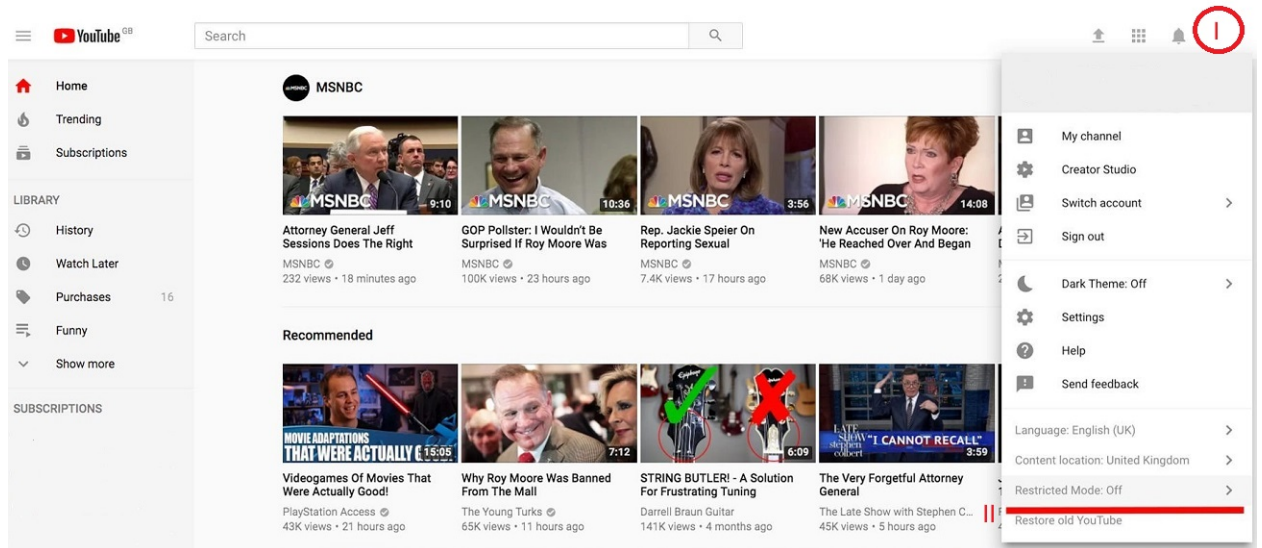 YouTube GB
Search
I
Home
Trending
Subscriptions
LIBRARY
History
Watch Later
Purchases 16
Funny
Show more
SUBSCRIPTIONS
MSNBC
MSNBC 9:10
MSNBC 10:36
MSNBC 3:56
MSNBC 14:08
Attorney General Jeff
Sessions Does The Right
MSNBC
232 views • 18 minutes ago
GOP Pollster: I Wouldn't Be
Surprised If Roy Moore Was
MSNBC
100K views • 23 hours ago
Rep. Jackie Speier On
Reporting Sexual
MSNBC
7.4K views • 17 hours ago
New Accuser On Roy Moore:
'He Reached Over And Began
MSNBC
68K views • 1 day ago
Recommended
MOVIE ADAPTATIONS
THAT WERE ACTUALLY
15:05
7:12
Epiphone
6:09
LATE
SHOW
stephen
colbert
"I CANNOT RECALL"
3:59
Videogames Of Movies That
Were Actually Good!
PlayStation Access
43K views • 21 hours ago
Why Roy Moore Was Banned
From The Mall
The Young Turks
65K views • 11 hours ago
STRING BUTLER! - A Solution
For Frustrating Tuning
Darrell Braun Guitar
141K views • 4 months ago
The Very Forgetful Attorney
General
The Late Show with Stephen C...
45K views • 5 hours ago
II
My channel
Creator Studio
Switch account
Sign out
Dark Theme: Off
Settings
Help
Send feedback
Language: English (UK)
Content location: United Kingdom
Restricted Mode: Off
Restore old YouTube